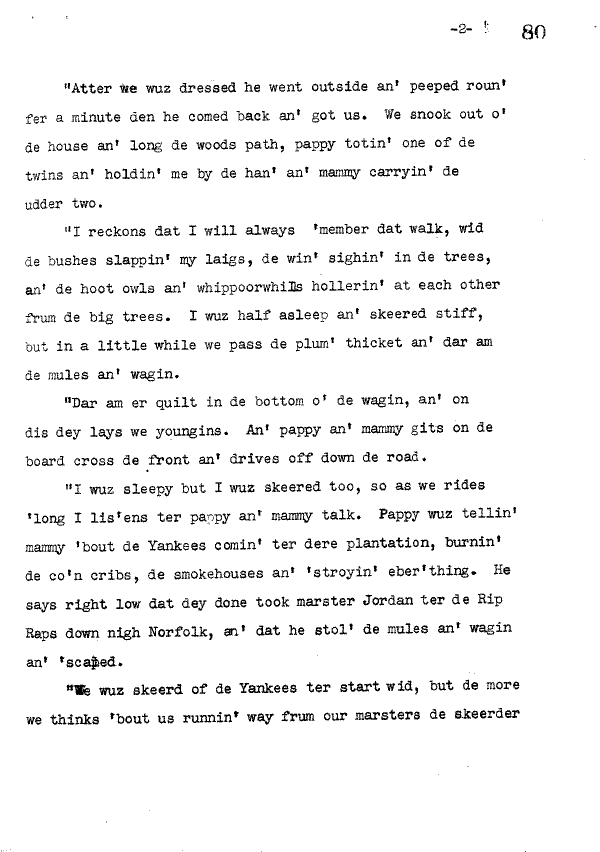 -2- 80
"Atter we wuz dressed he went outside an' peeped roun'
fer a minute den he comed back an' got us. We snook out o'
de house an' long de woods path, pappy totin' one of de
twins an' holdin' me by de han' an' mammy carryin' de
udder two.
"I reckons dat I will always 'member dat walk, wid
de bushes slappin' my laigs, de win' sighin' in de trees,
an' de hoot owls an' whippoorwhills hollerin' at each other
frum de big trees. I wuz half asleep an' skeered stiff,
but in a little while we pass de plum' thicket an' dar am
de mules an' wagin.
"Dar am er quilt in de bottom o' de wagin, an' on
dis dey lays we youngins. An' pappy an' mammy gits on de
board cross de front an' drives off down de road.
"I wuz sleepy but I wuz skeered too, so as we rides
'long I lis'ens ter pappy an' mammy talk. Pappy wuz tellin'
mammy 'bout de Yankees comin' ter dere plantation, burnin'
de co'n cribs, de smokehouses an' 'stroyin' eber'thing. He
says right low dat dey done took marster Jordan ter de Rip
Raps down nigh Norfolk, an' dat he stol' de mules an' wagin
an' 'scaped.
"We wuz skeerd of de Yankees ter start wid, but de more
we thinks 'bout us runnin' way frum our marsters de skeerder